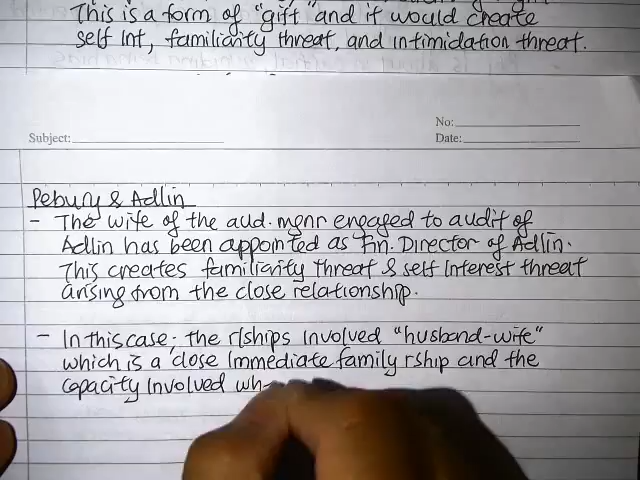 This is a form of "gift" and it would create
self Int, familiarity threat, and intimidation threat.
No:
Subject:
Date:
Pebury & Adlin
- The wife of the aud. mgnr engaged to audit of
Adlin has been appointed as Fin. Director of Adlin.
This creates familiarity threat & self Interest threat
arising from the close relationship.
- In this case; the r/ships involved "husband-wife"
which is a close immediate family rship and the
capacity involved wh